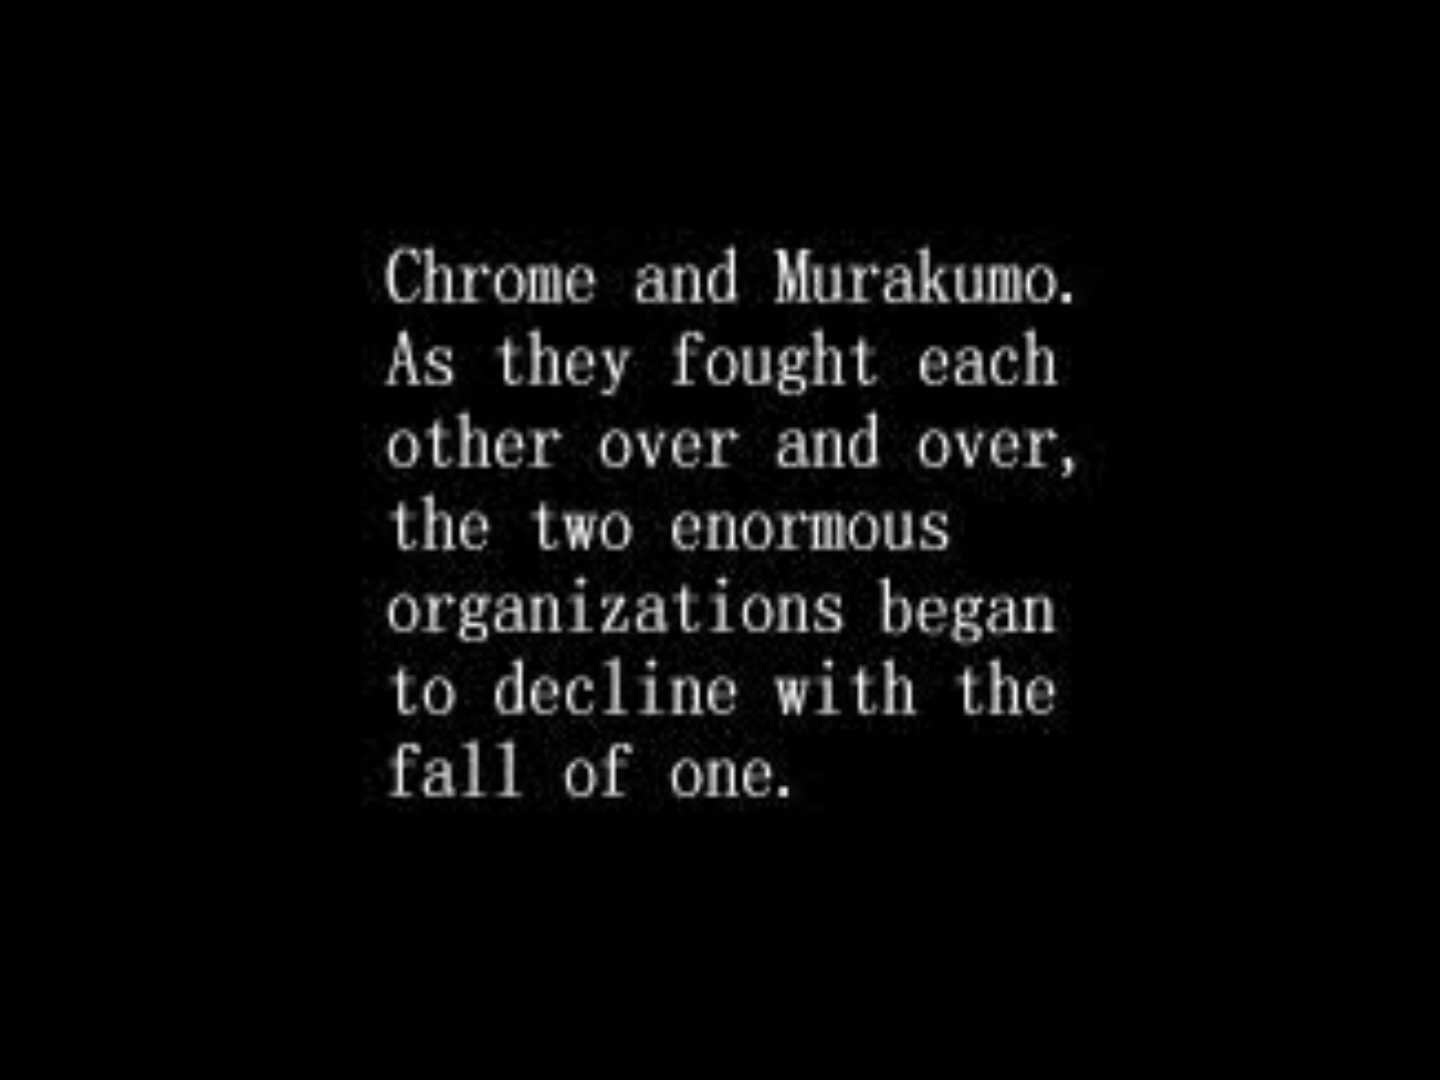 Chrome and Murakumo.
As they fought each
other over and over,
the two enormous
organizations began
to decline with the
fall of one.